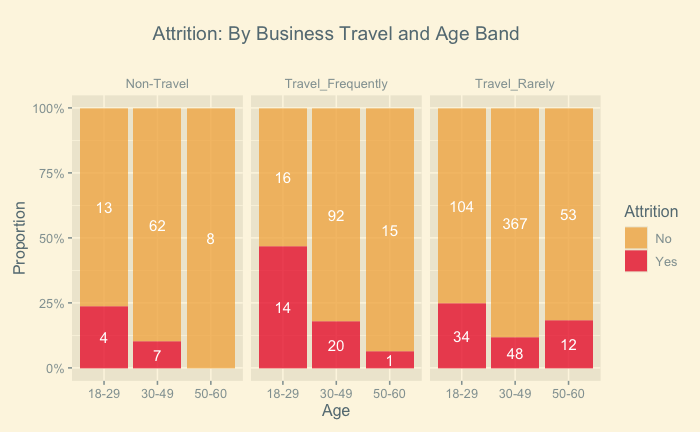 Attrition: By Business Travel and Age Band
Non-Travel Travel_Frequently Travel_Rarely
100%
75%
50%
25%
0%
Proportion
13 62 8
4 7
16 92 15
14 20 1
104 367 53
34 48 12
18-29 30-49 50-60 18-29 30-49 50-60 18-29 30-49 50-60
Age
Attrition
No
Yes